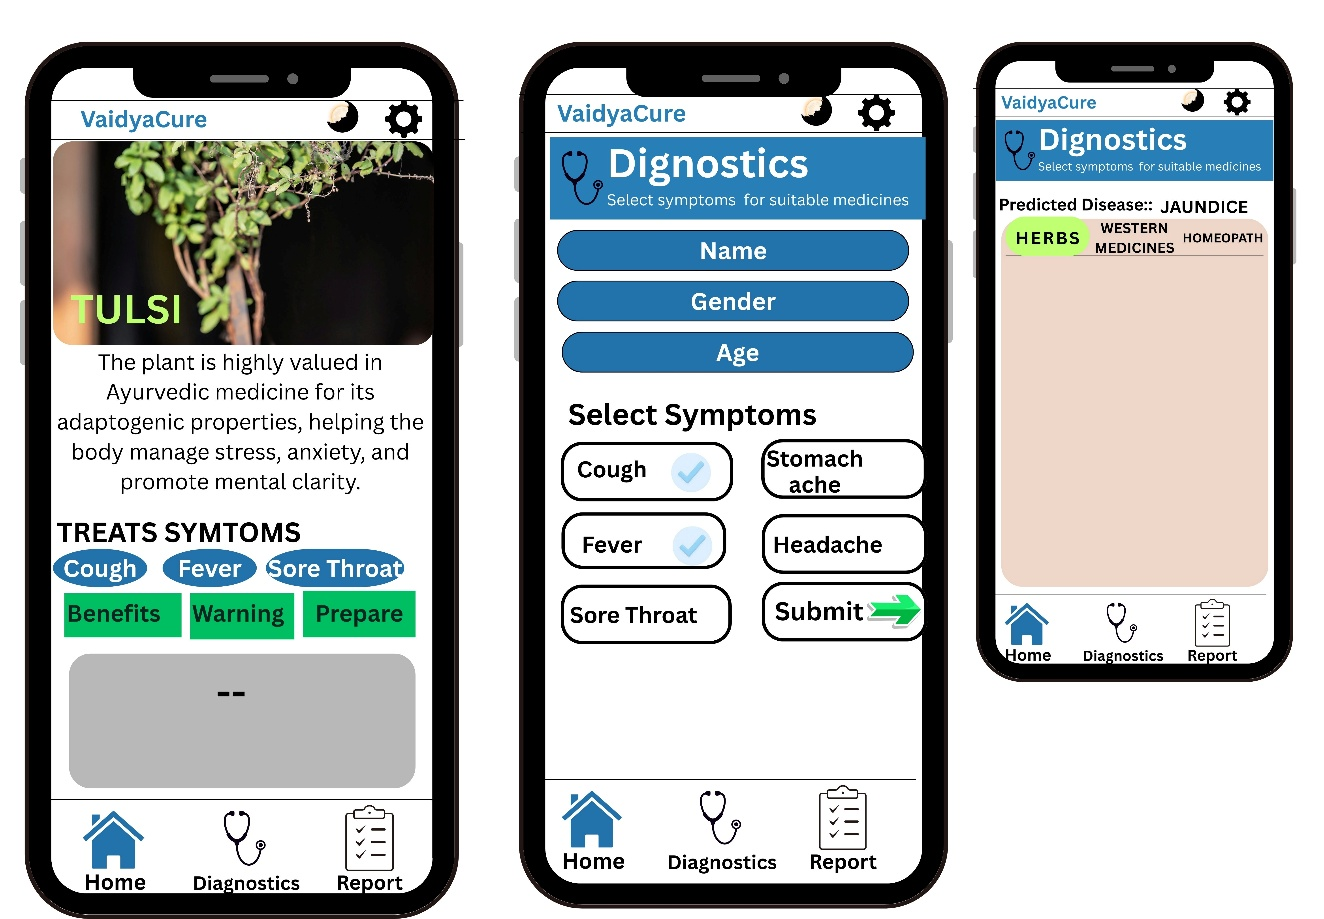 VaidyaCure
TULSI
The plant is highly valued in
Ayurvedic medicine for its
adaptogenic properties, helping the
body manage stress, anxiety, and
promote mental clarity.
TREATS SYMTOMS
Cough Fever Sore Throat
Benefits Warning Prepare
--
Home Diagnostics Report
VaidyaCure
Dignostics
Select symptoms for suitable medicines
Name
Gender
Age
Select Symptoms
Cough
Stomach
ache
Fever
Headache
Sore Throat
Submit
Home Diagnostics Report
VaidyaCure
Dignostics
Select symptoms for suitable medicines
Predicted Disease:: JAUNDICE
HERBS
WESTERN
MEDICINES
HOMEOPATH
Home Diagnostics Report